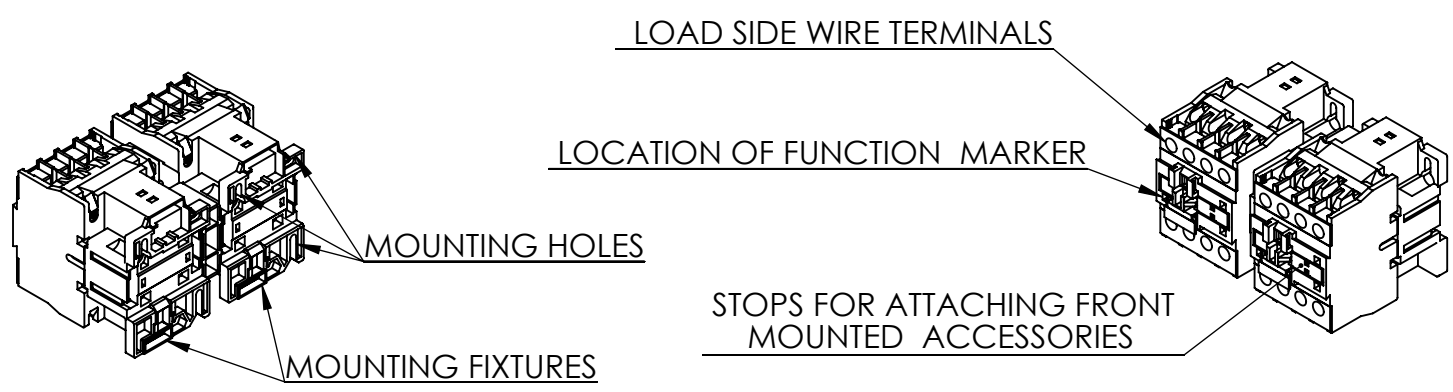 LOAD SIDE WIRE TERMINALS
LOCATION OF FUNCTION MARKER
MOUNTING HOLES
STOPS FOR ATTACHING FRONT
MOUNTED ACCESSORIES
MOUNTING FIXTURES